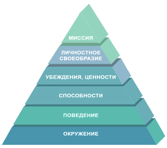 МИССИЯ
ЛИЧНОСТНОЕ
СВОЕОБРАЗИЕ
УБЕЖДЕНИЯ, ЦЕННОСТИ
СПОСОБНОСТИ
ПОВЕДЕНИЕ
ОКРУЖЕНИЕ